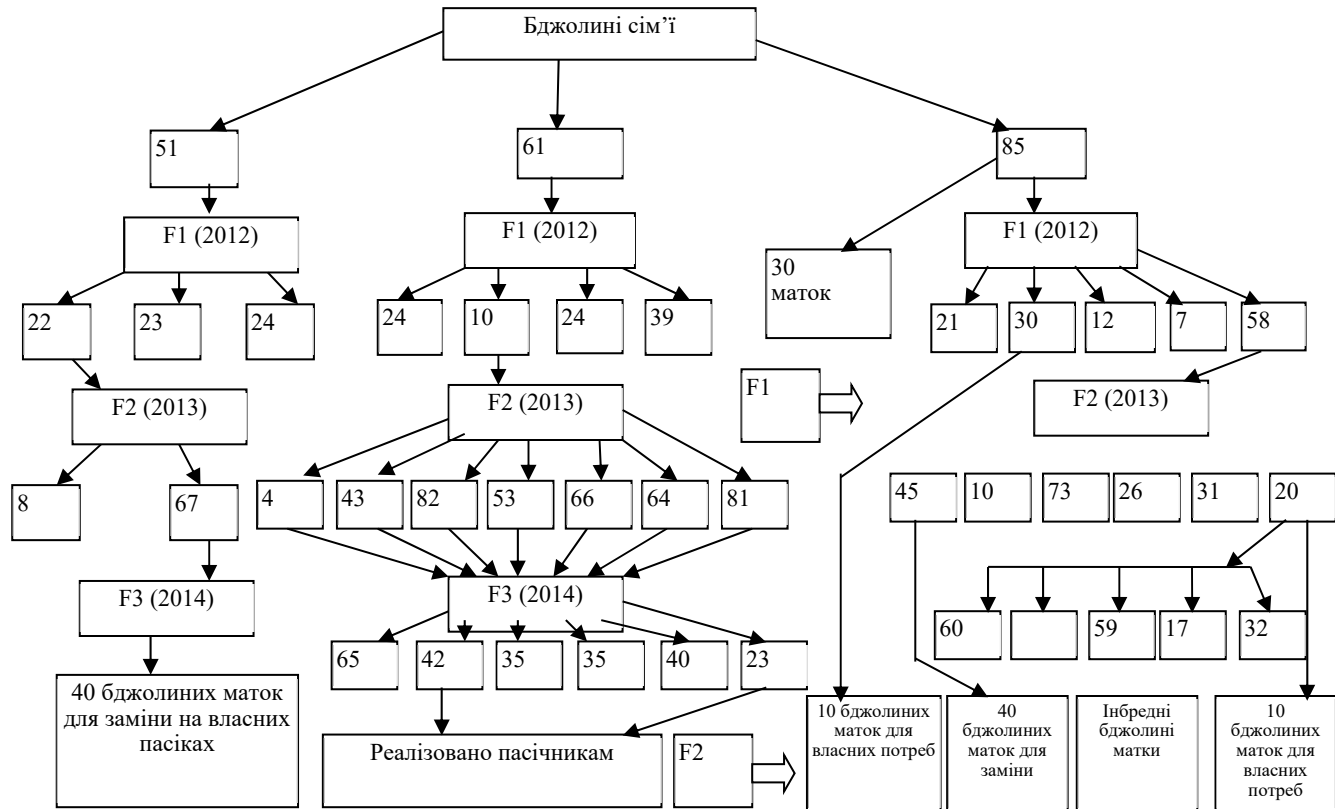 Бджолині сім’ї
51
61
85
F1 (2012)
F1 (2012)
30
маток
F1 (2012)
22
23
24
24
10
24
39
21
30
12
7
58
F2 (2013)
F2 (2013)
F1
F2 (2013)
8
67
4
43
82
53
66
64
81
45
10
73
26
31
20
F3 (2014)
F3 (2014)
60
59
17
32
65
42
35
35
40
23
40 бджолиних маток
для заміни на власних
пасіках
Реалізовано пасічникам
F2
10 бджолиних
маток для
власних потреб
40
бджолиних
маток для
заміни
Інбредні
бджолині
матки
10
бджолиних
маток для
власних
потреб